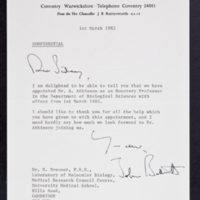 Coventry Warwickshire · Telephone Coventry 24011
From the The Chancellor J B Butterworth
1st March 1982
CONFIDENTIAL
Dear Sydney,
I am delighted to be able to tell you that we have
appointed Mr. A. Atkinson as an Honorary Professor
in the Department of Biological Sciences with
effect from 1st March 1982.
I should like to thank you for all the help which you
have given to with this appointment, and I
need hardly say how much we look forward to Dr.
Atkinson joining us.
John Butterworth
Dr. S. Brenner, F.R.S.,
Laboratory of Molecular Biology,
Medical Research Council Centre,
University Medical School,
Hills Road,
CAMBRIDGE